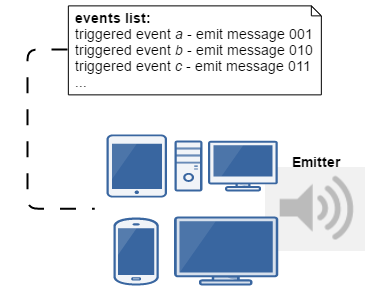 events list:
triggered event a - emit message 001
triggered event b - emit message 010
triggered event c - emit message 011
...
Emitter